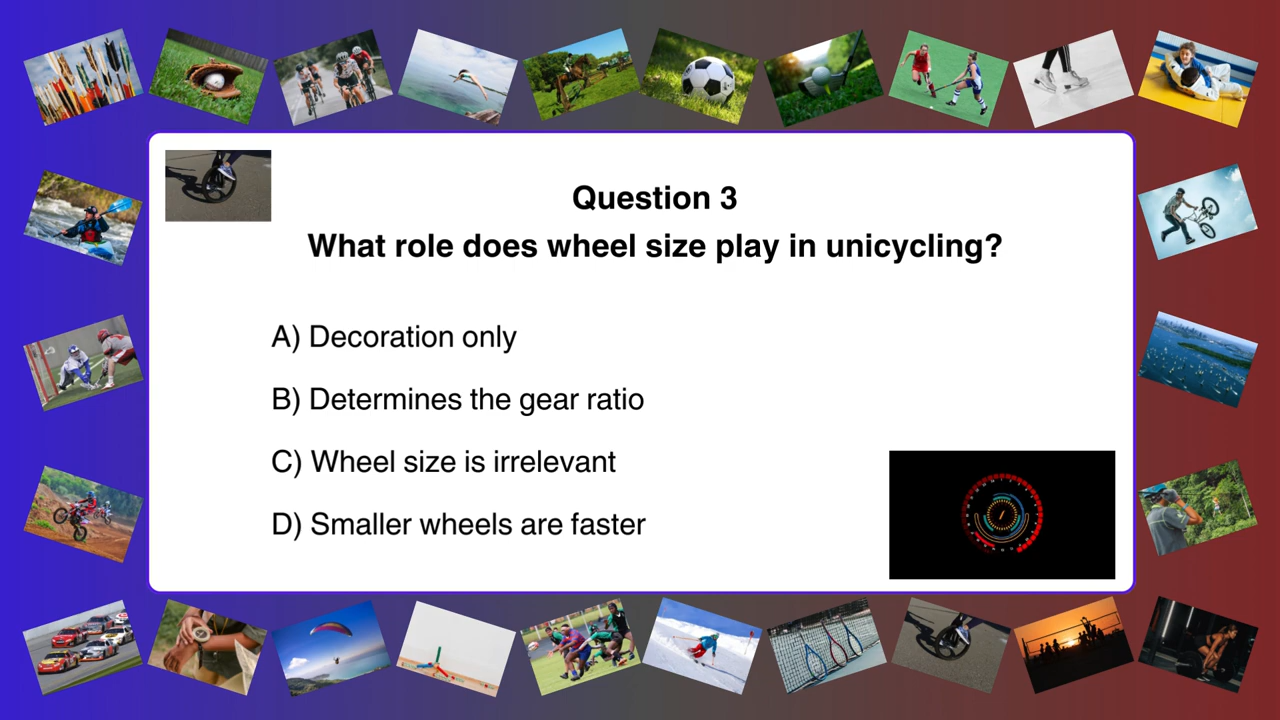 Question 3
What role does wheel size play in unicycling?
A) Decoration only
B) Determines the gear ratio
C) Wheel size is irrelevant
D) Smaller wheels are faster